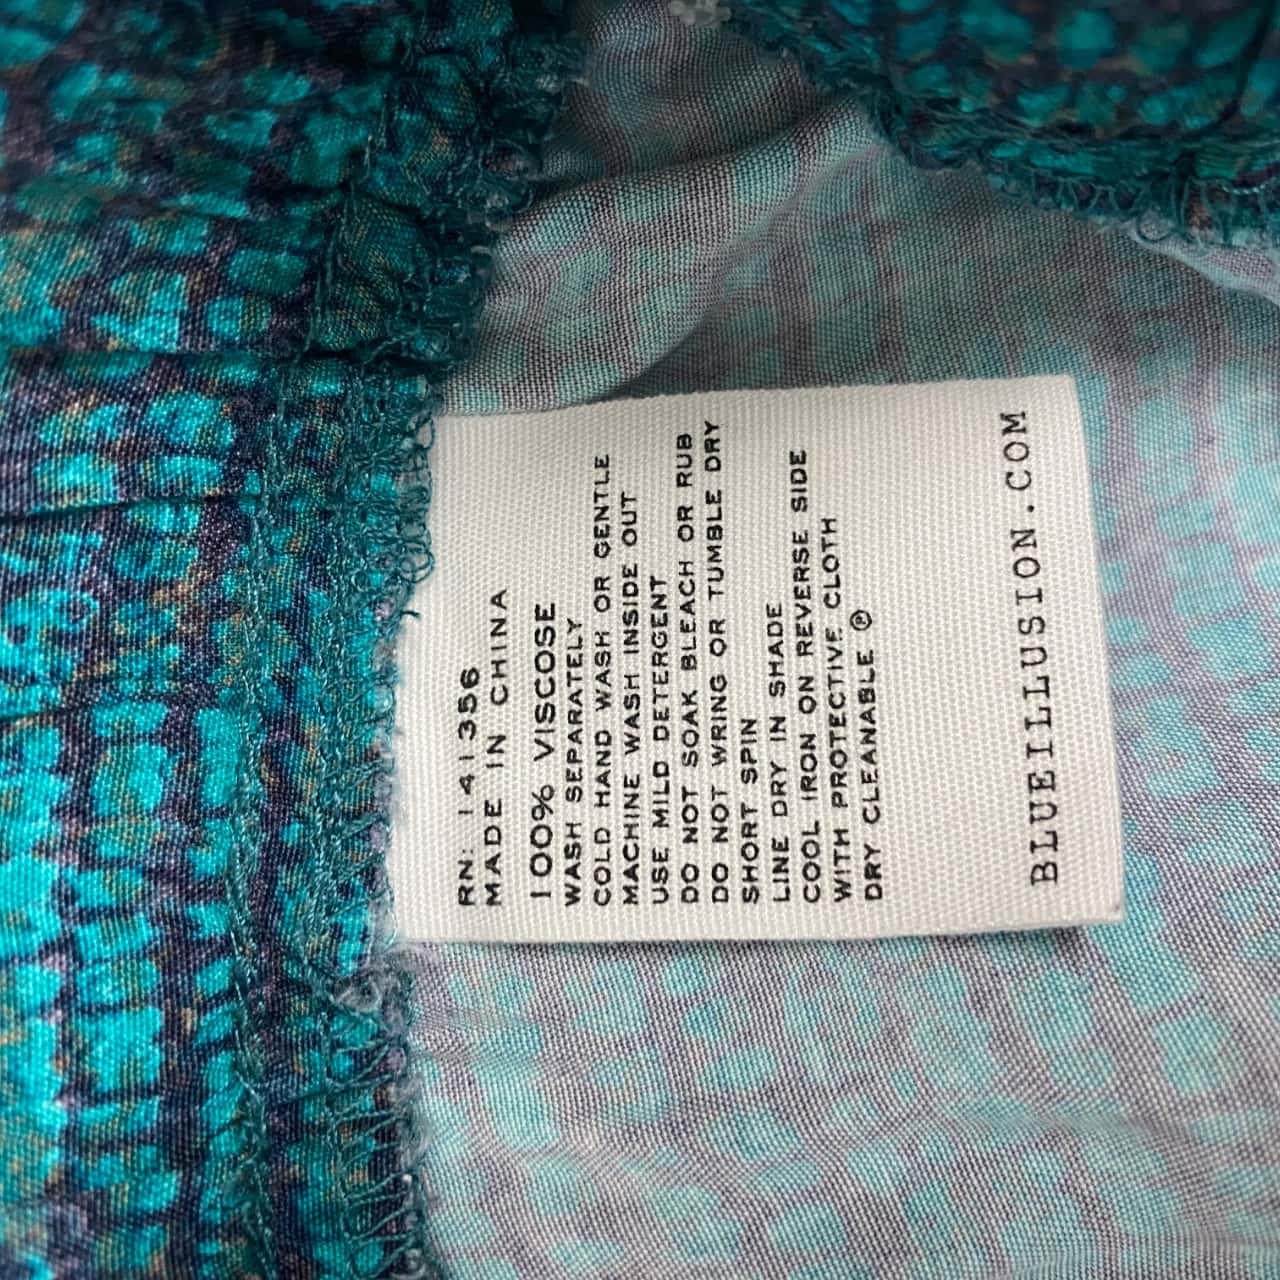 RN: 141356
MADE IN CHINA
100% VISCOSE
WASH SEPARATELY
COLD HAND WASH OR GENTLE
MACHINE WASH INSIDE OUT
USE MILD DETERGENT
DO NOT SOAK BLEACH OR RUB
DO NOT WRING OR TUMBLE DRY
SHORT SPIN
LINE DRY IN SHADE
COOL IRON ON REVERSE SIDE
WITH PROTECTIVE CLOTH
DRY CLEANABLE Ⓟ
BLUEILLUSION.COM